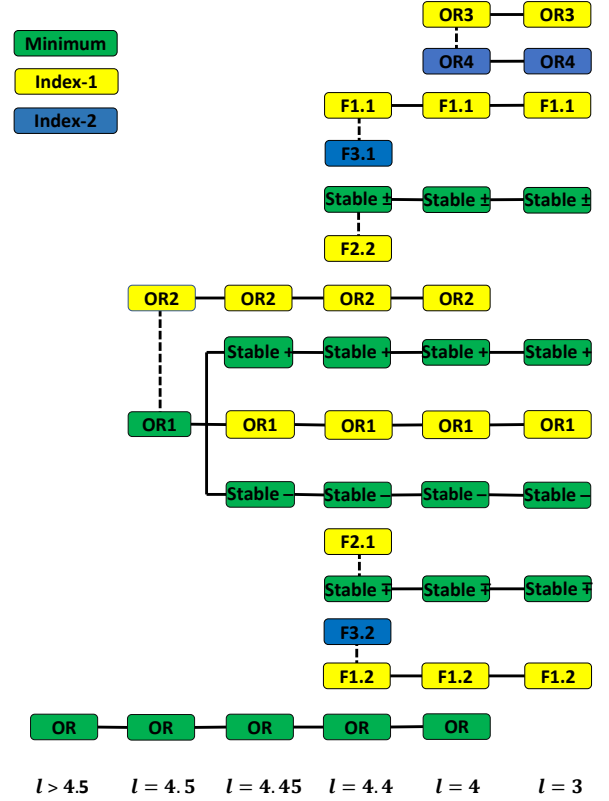 OR3 OR3
Minimum
OR4 OR4
Index-1
F1.1 F1.1 F1.1
Index-2
F3.1
Stable ± Stable ± Stable ±
F2.2
OR2 OR2 OR2 OR2
Stable + Stable + Stable + Stable +
OR1 OR1 OR1 OR1 OR1
Stable – Stable – Stable – Stable –
F2.1
Stable ∓ Stable ∓ Stable ∓
F3.2
F1.2 F1.2 F1.2
OR OR OR OR OR
l > 4.5 l = 4.5 l = 4.45 l = 4.4 l = 4 l = 3